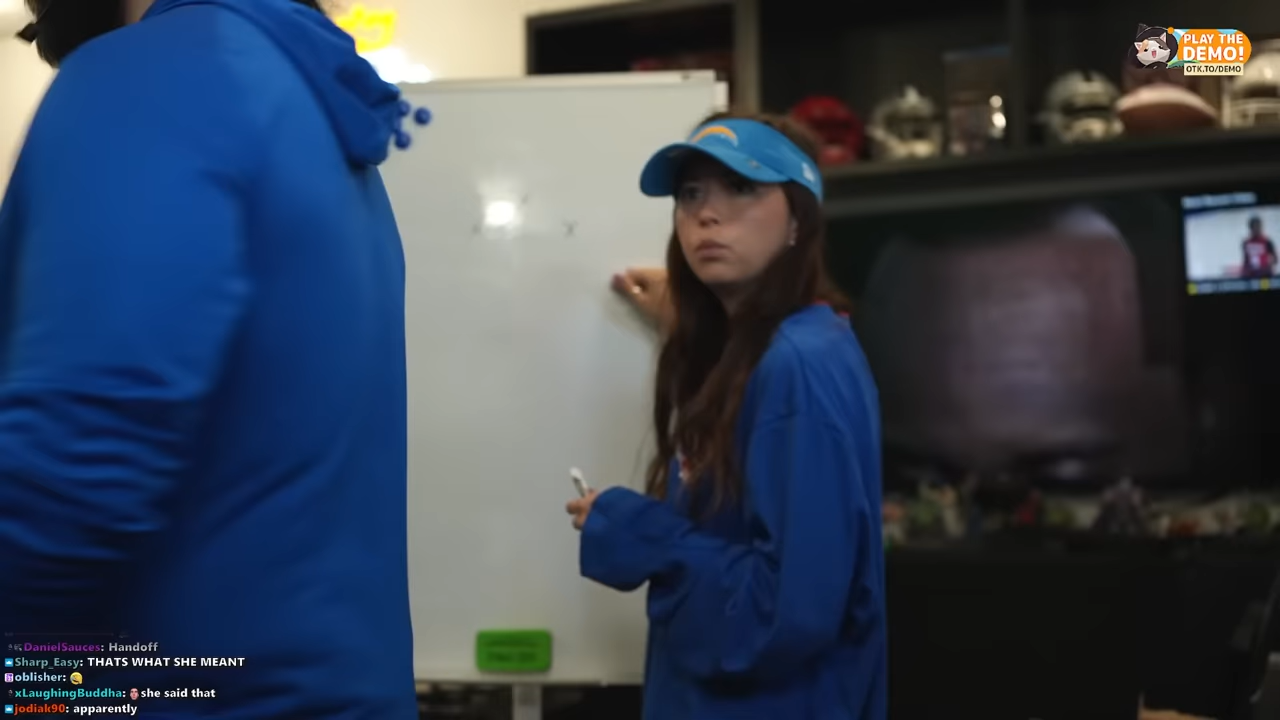 PLAY THE
DEMO!
OTK.TO/DEMO
DanielSauces: Handoff
Sharp_Easy: THATS WHAT SHE MEANT
oblisher:
xLaughingBuddha: she said that
jodiak90: apparently